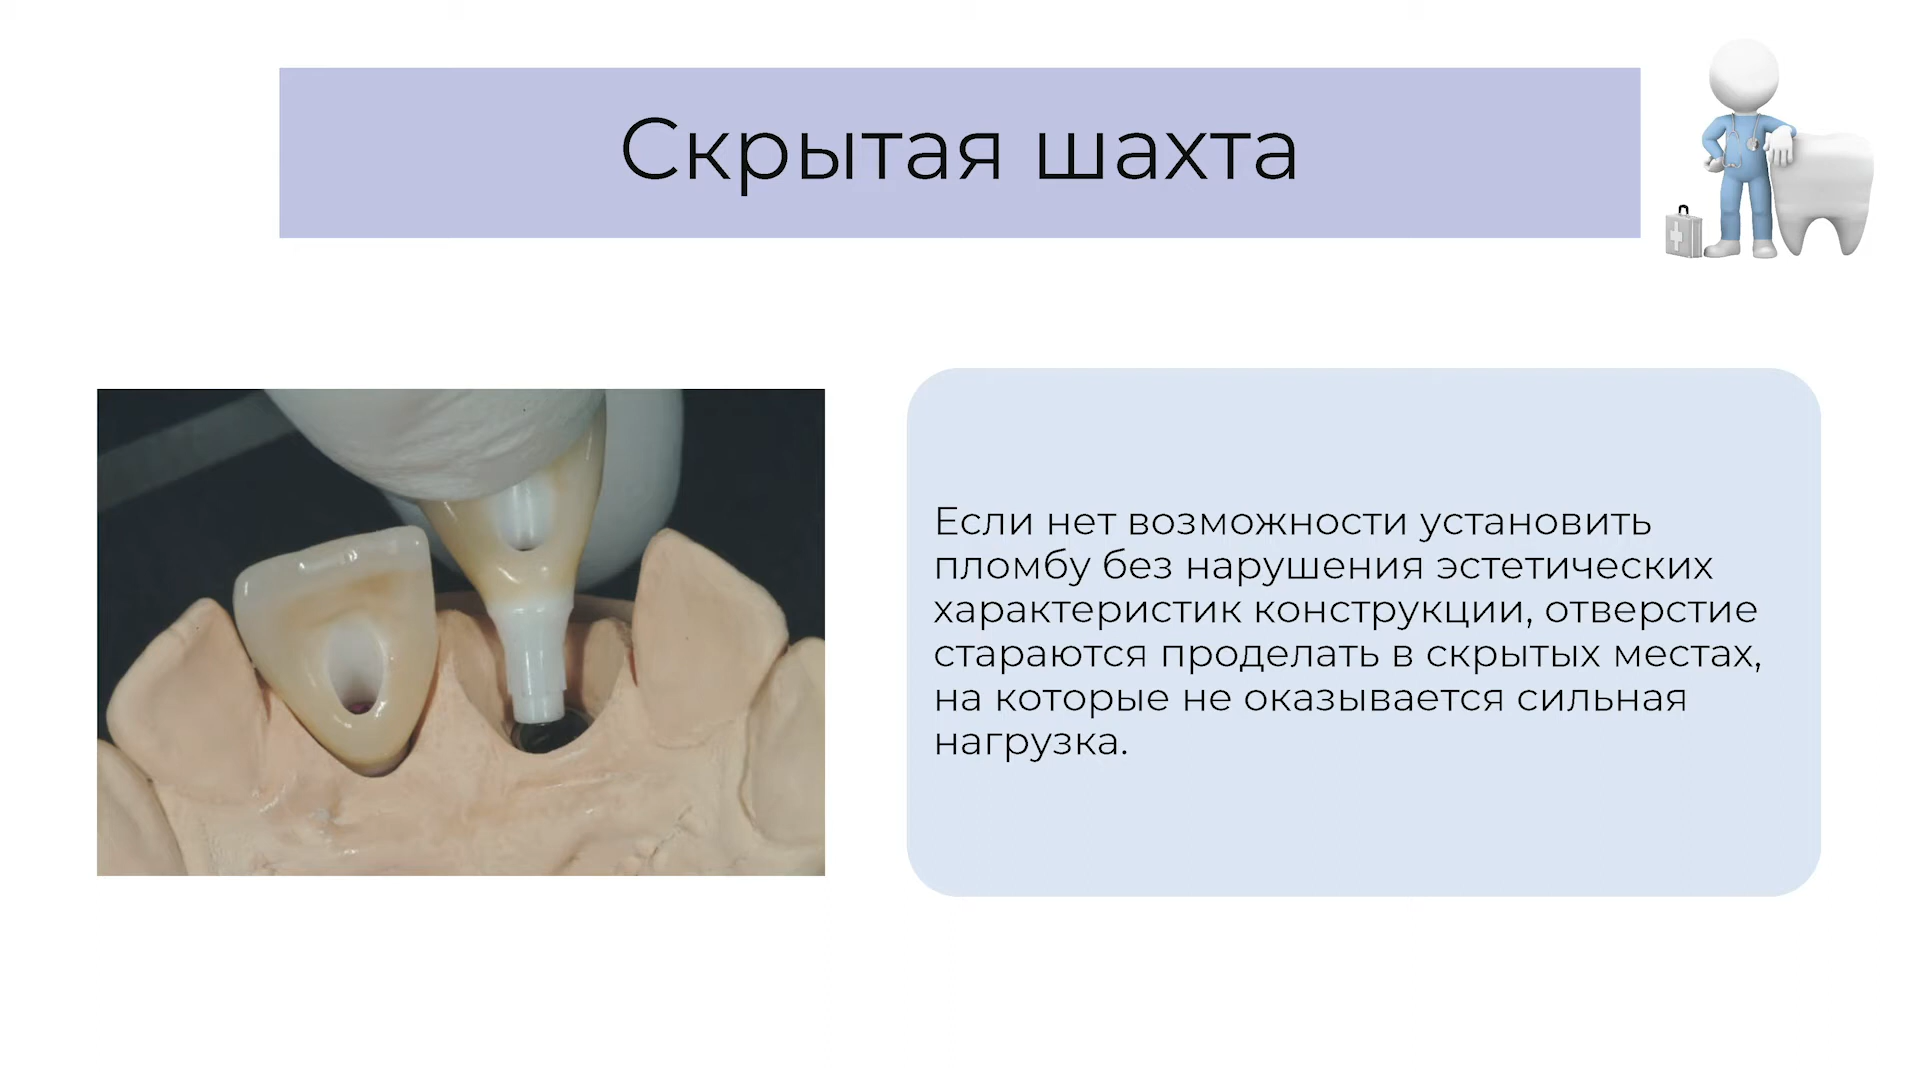 Скрытая шахта
Если нет возможности установить
пломбу без нарушения эстетических
характеристик конструкции, отверстие
стараются проделать в скрытых местах,
на которые не оказывается сильная
нагрузка.